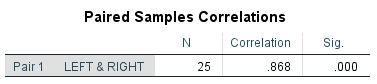 Paired Samples Correlations
N Correlation Sig.
Pair 1 LEFT & RIGHT 25 .868 .000